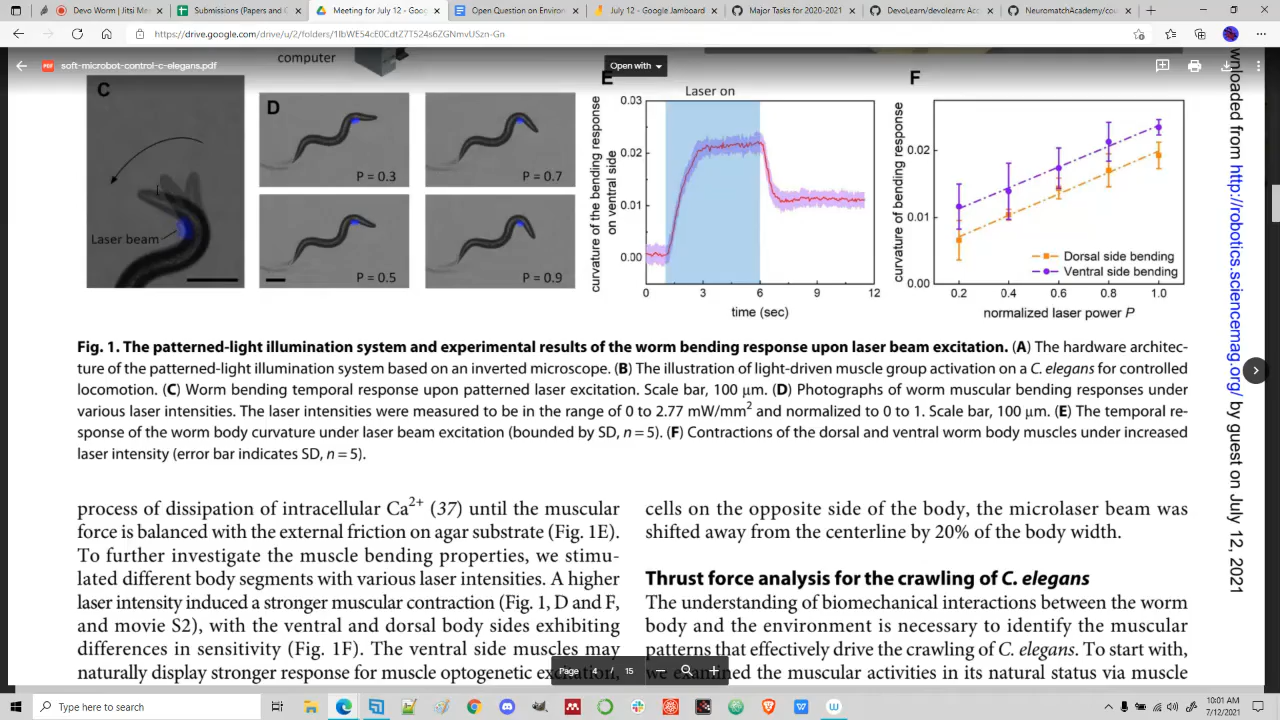 Major Dev: Invitation to
Submissions (Papers and
Meeting for July 12 - Goo
Open Question on Enviro
July 12 - Google Jamboard
Major Tasks for 2020-2021
DevoLearn/devolearn: Acc
NeuromatchAcademy/cou
soft-microbot-control-c-elegans.pdf
Open with
computer
C
Laser beam
D
P = 0.3
P = 0.7
P = 0.5
P = 0.9
E
Laser on
curvature of the bending response
on ventral side
0.03
0.02
0.01
0.00
0 3 6 9 12
time (sec)
F
curvature of bending response
0.02
0.01
0.00
Dorsal side bending
Ventral side bending
0.2 0.4 0.6 0.8 1.0
normalized laser power P
Fig. 1. The patterned-light illumination system and experimental results of the worm bending response upon laser beam excitation. (A) The hardware architec-
ture of the patterned-light illumination system based on an inverted microscope. (B) The illustration of light-driven muscle group activation on a C. elegans for controlled
locomotion. (C) Worm bending temporal response upon patterned laser excitation. Scale bar, 100 μm. (D) Photographs of worm muscular bending responses under
various laser intensities. The laser intensities were measured to be in the range of 0 to 2.77 mW/mm² and normalized to 0 to 1. Scale bar, 100 μm. (E) The temporal re-
sponse of the worm body curvature under laser beam excitation (bounded by SD, n = 5). (F) Contractions of the dorsal and ventral worm body muscles under increased
laser intensity (error bar indicates SD, n = 5).
process of dissipation of intracellular Ca²⁺ (37) until the muscular
force is balanced with the external friction on agar substrate (Fig. 1E).
To further investigate the muscle bending properties, we stimu-
lated different body segments with various laser intensities. A higher
laser intensity induced a stronger muscular contraction (Fig. 1, D and F,
and movie S2), with the ventral and dorsal body sides exhibiting
differences in sensitivity (Fig. 1F). The ventral side muscles may
naturally display stronger response for muscle optogenetic
cells on the opposite side of the body, the microlaser beam was
shifted away from the centerline by 20% of the body width.
Thrust force analysis for the crawling of C. elegans
The understanding of biomechanical interactions between the worm
body and the environment is necessary to identify the muscular
patterns that effectively drive the crawling of C. elegans. To start with,
the muscular activities in its natural status via muscle
wnloaded from http://robotics.sciencemag.org/ by guest on July 12, 2021
Page 4 / 15
Type here to search
10:01 AM
7/12/2021